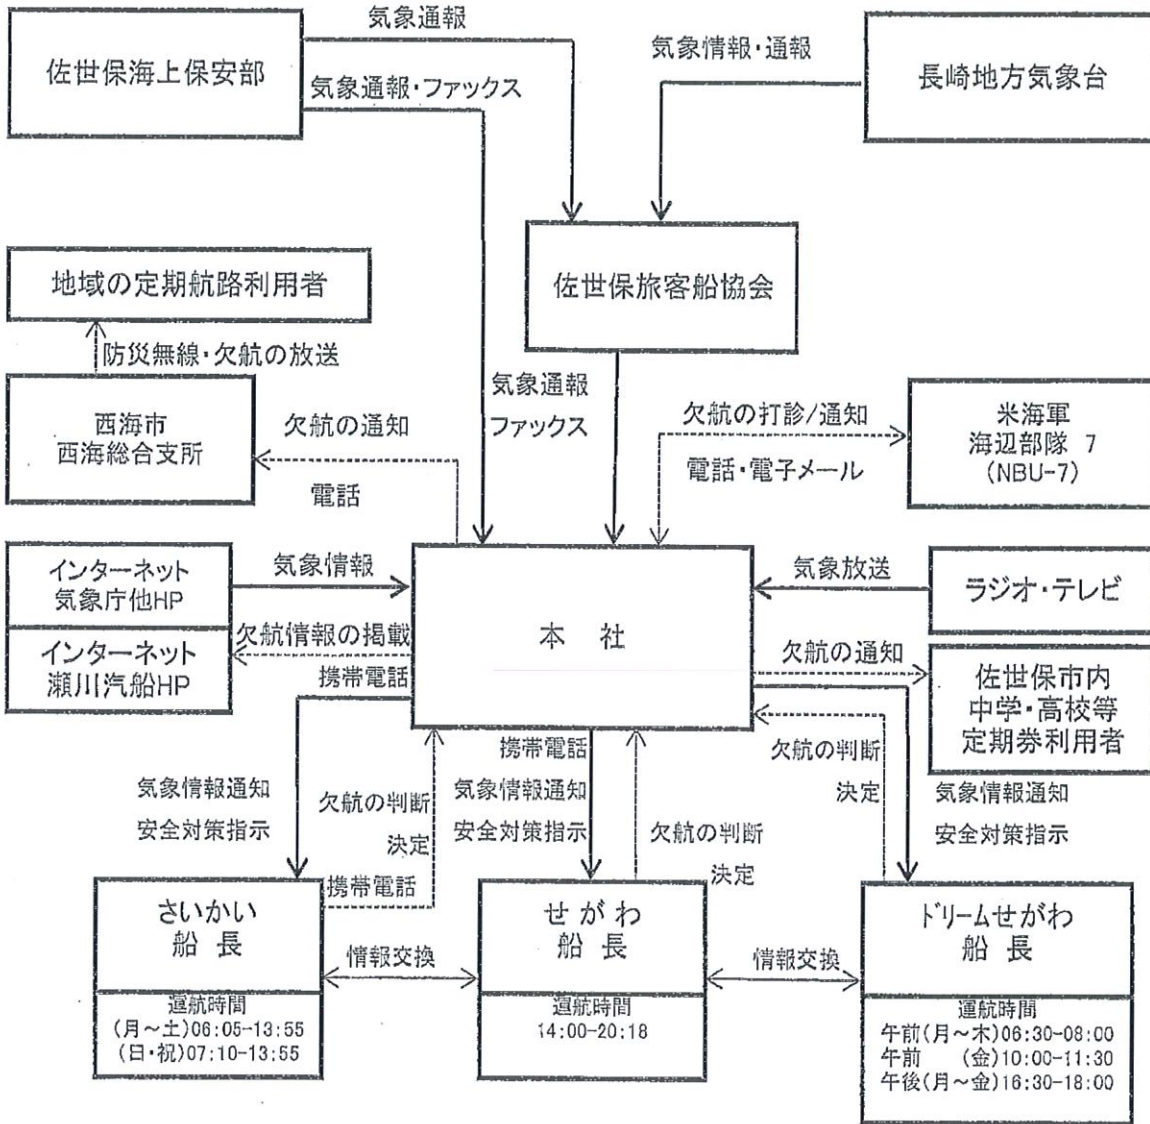 気象通報
佐世保海上保安部
気象通報・ファックス
気象情報・通報
長崎地方気象台
地域の定期航路利用者
佐世保旅客船協会
防災無線・欠航の放送
西海市
西海総合支所
欠航の通知
電話
気象通報
ファックス
欠航の打診/通知
電話・電子メール
米海軍
海辺部隊 7
(NBU-7)
インターネット
気象庁他HP
気象情報
インターネット
瀬川汽船HP
欠航情報の掲載
携帯電話
本 社
気象放送
ラジオ・テレビ
欠航の通知
佐世保市内
中学・高校等
定期券利用者
気象情報通知
安全対策指示
欠航の判断
決定
携帯電話
携帯電話
気象情報通知
安全対策指示
欠航の判断
決定
欠航の判断
決定
気象情報通知
安全対策指示
さいかい
船 長
運航時間
(月~土)06:05-13:55
(日・祝)07:10-13:55
情報交換
せ が わ
船 長
運航時間
14:00-20:18
情報交換
ドリームせがわ
船 長
運航時間
午前(月~木)06:30-08:00
午前 (金)10:00-11:30
午後(月~金)16:30-18:00